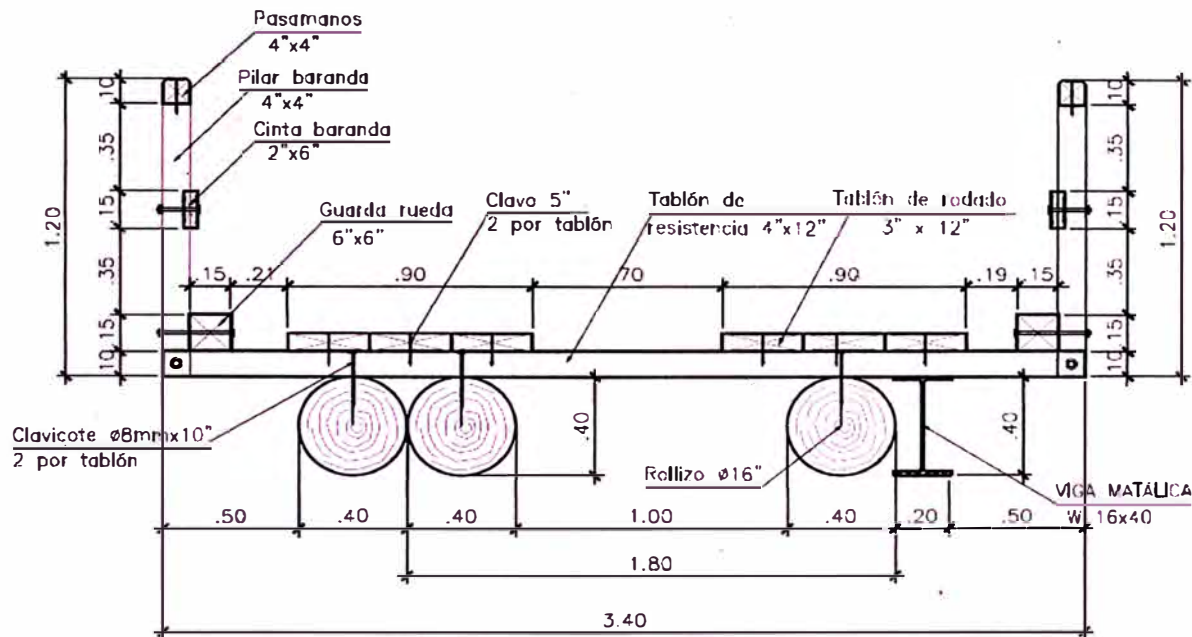 Pasamanos
4"x4"
Pilar baranda
4"x4"
Cinta baranda
2"x6"
Guarda rueda
6"x6"
Clavo 5"
2 por tablón
Tablón de
resistencia 4"x12"
Tablón de rodado
3" x 12"
1.20
.10
.35
.15
.35
.15
.10
.15
.21
.90
.70
.90
.19
.15
.10
.35
.15
.35
.15
.10
1.20
Clavicote ø8mmx10"
2 por tablón
.40
Rollizo ø16"
.40
VIGA MATÁLICA
W 16x40
.50
.40
.40
1.00
.40
.20
.50
1.80
3.40